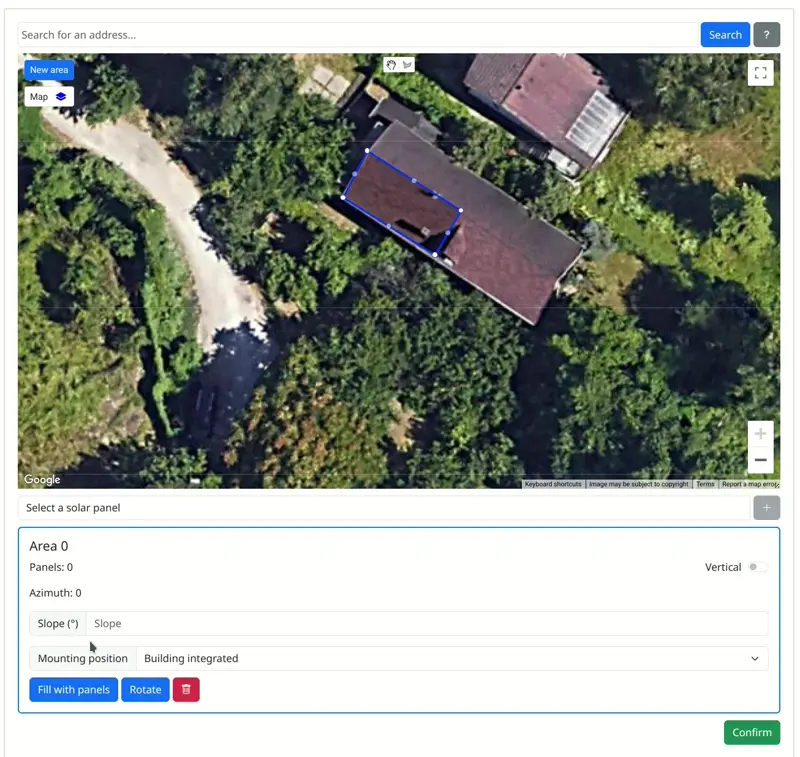 Search for an address...
Search
?
New area
Map
Google
Keyboard shortcuts
Image may be subject to copyright
Terms
Report a map error
Select a solar panel
+
Area 0
Panels: 0
Vertical
Azimuth: 0
Slope (°)
Slope
Mounting position
Building integrated
Fill with panels
Rotate
Confirm